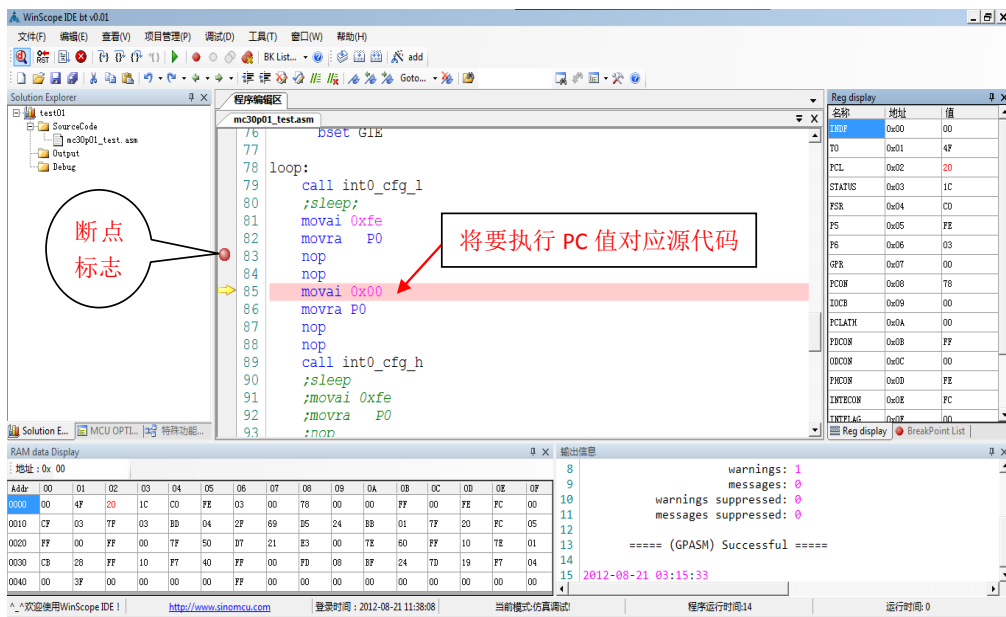 WinScope IDE bt v0.01
文件(F) 编辑(E) 查看(V) 项目管理(P) 调试(D) 工具(T) 窗口(W) 帮助(H)
RST BK List... add
Goto...
Solution Explorer
test01
SourceCode
mc30p01_test.asm
Output
Debug
断点
标志
Solution E... MCU OPTI... 特殊功能...
程序编辑区
mc30p01_test.asm
76 bset GIE
77
78 loop:
79 call int0_cfg_l
80 ;sleep;
81 movai 0xfe
82 movra P0
83 nop
84 nop
85 movai 0x00
86 movra P0
87 nop
88 nop
89 call int0_cfg_h
90 ;sleep
91 ;movai 0xfe
92 ;movra P0
93 ;nop
将要执行 PC 值对应源代码
Reg display
名称 地址 值
INDF 0x00 00
T0 0x01 4F
PCL 0x02 20
STATUS 0x03 1C
FSR 0x04 C0
P5 0x05 FE
P6 0x06 03
GPR 0x07 00
PCON 0x08 78
IOCB 0x09 00
PCLATH 0x0A 00
PDCON 0x0B FF
ODCON 0x0C 00
PHCON 0x0D FE
INTECON 0x0E FC
INTFLAG 0x0F 00
Reg display BreakPoint List
RAM data Display
地址：0x 00
Addr 00 01 02 03 04 05 06 07 08 09 0A 0B 0C 0D 0E 0F
0000 00 4F 20 1C C0 FE 03 00 78 00 00 FF 00 FE FC 00
0010 CF 03 7F 03 BD 04 2F 69 D5 24 BB 01 7F 20 FC 05
0020 FF 00 FF 00 7F 50 D7 21 E3 00 7E 60 FF 10 7E 01
0030 CB 28 FF 10 F7 40 FF 00 FD 08 BF 24 7D 19 F7 04
0040 00 3F 00 00 00 00 FF 00 00 00 00 00 00 00 00 00
输出信息
8 warnings: 1
9 messages: 0
10 warnings suppressed: 0
11 messages suppressed: 0
12
13 ===== (GPASM) Successful =====
14
15 2012-08-21 03:15:33
^_^欢迎使用WinScope IDE！ http://www.sinomcu.com 登录时间：2012-08-21 11:38:08 当前模式:仿真调试! 程序运行时间:14 运行时间: 0